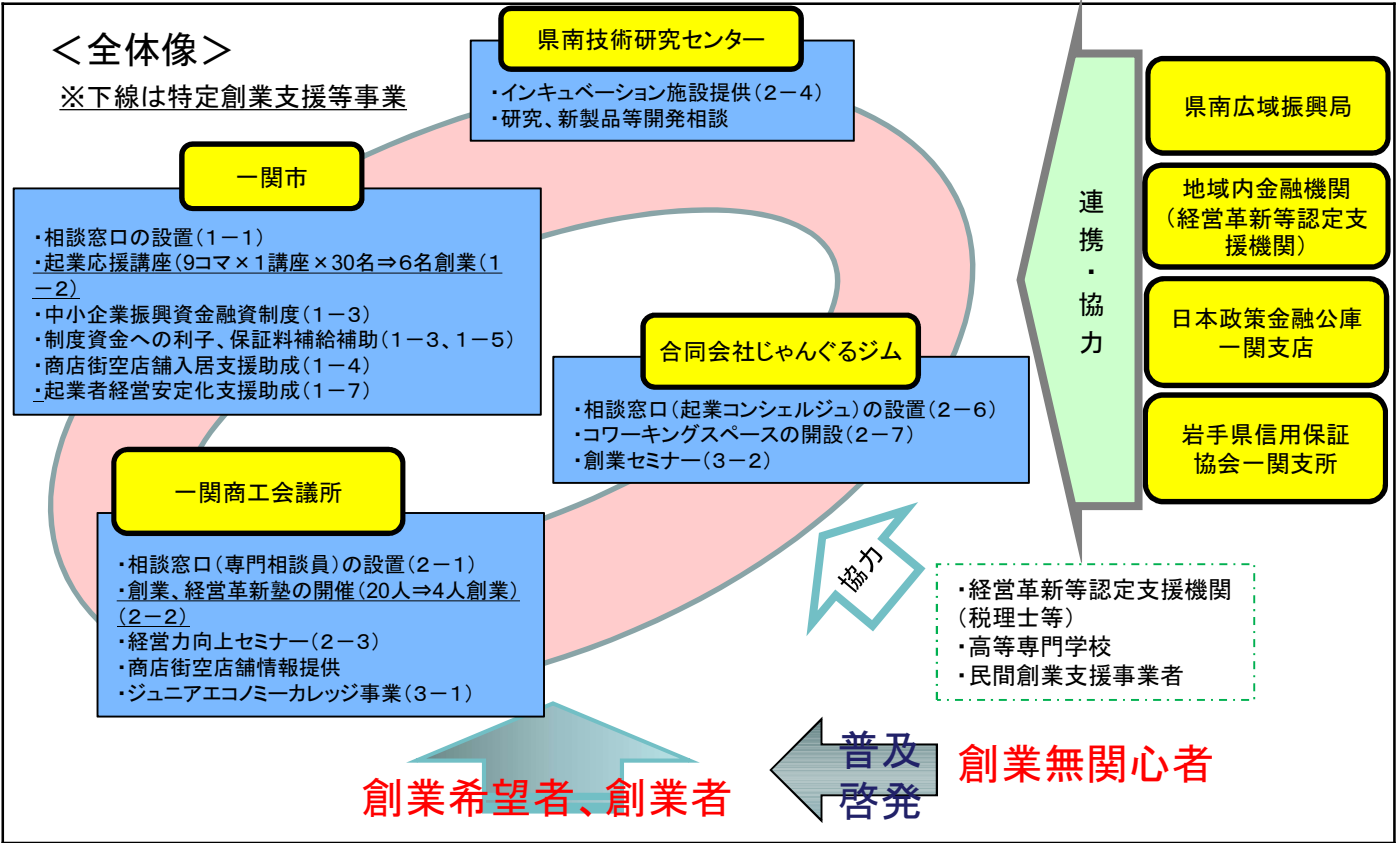 ＜全体像＞
※下線は特定創業支援等事業
県南技術研究センター
・インキュベーション施設提供(２－４)
・研究、新製品等開発相談
一関市
・相談窓口の設置(１－１)
・起業応援講座(9コマ×１講座×30名⇒６名創業(１
－２)
・中小企業振興資金融資制度(１－３)
・制度資金への利子、保証料補給補助(１－３、１－５)
・商店街空店舗入居支援助成(１－４)
・起業者経営安定化支援助成(１－７)
合同会社じゃんぐるジム
・相談窓口(起業コンシェルジュ)の設置(２－６)
・コワーキングスペースの開設(２－７)
・創業セミナー(３－２)
一関商工会議所
・相談窓口(専門相談員)の設置(２－１)
・創業、経営革新塾の開催(20人⇒４人創業)
(２－２)
・経営力向上セミナー(２－３)
・商店街空店舗情報提供
・ジュニアエコノミーカレッジ事業(３－１)
連携・協力
県南広域振興局
地域内金融機関
(経営革新等認定支
援機関)
日本政策金融公庫
一関支店
岩手県信用保証
協会一関支所
協力
・経営革新等認定支援機関
(税理士等)
・高等専門学校
・民間創業支援事業者
創業希望者、創業者
普及
啓発
創業無関心者